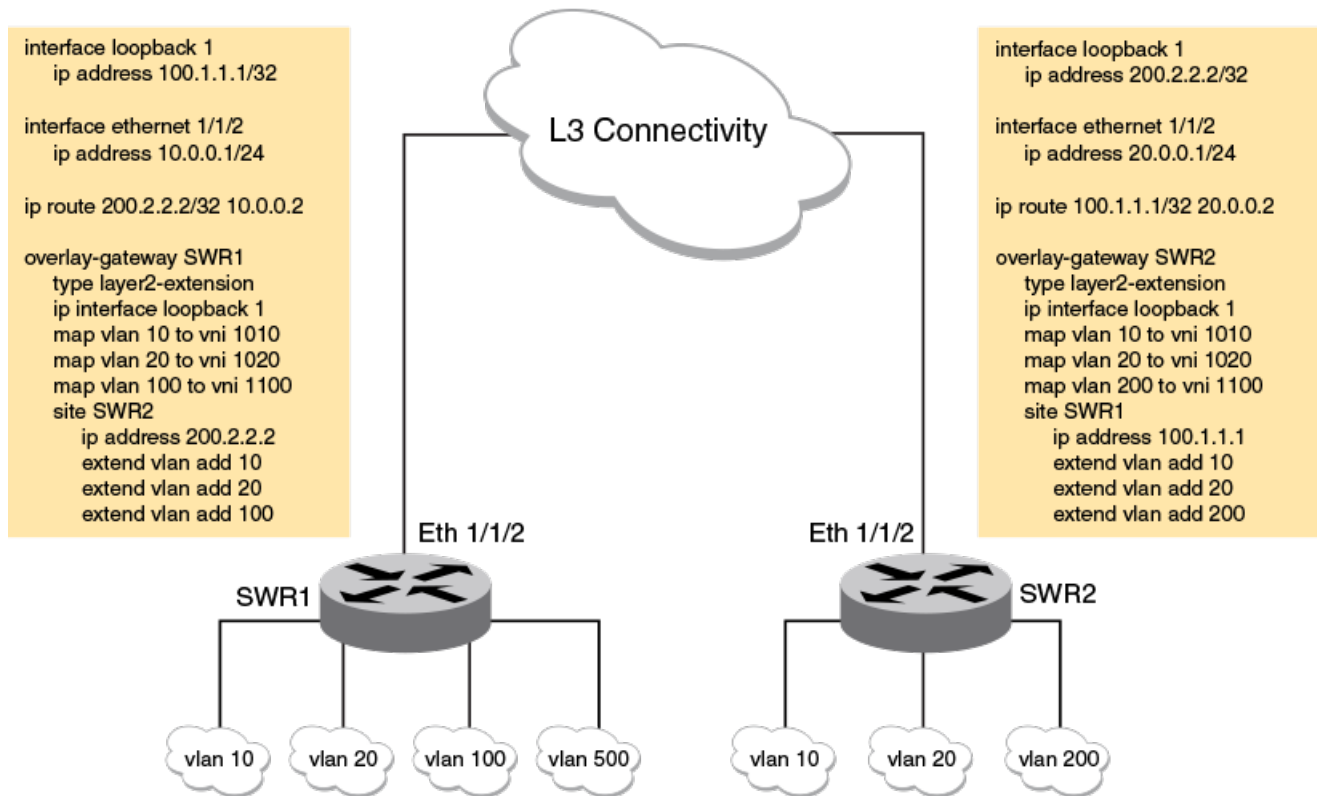 interface loopback 1
ip address 100.1.1.1/32
interface ethernet 1/1/2
ip address 10.0.0.1/24
ip route 200.2.2.2/32 10.0.0.2
overlay-gateway SWR1
type layer2-extension
ip interface loopback 1
map vlan 10 to vni 1010
map vlan 20 to vni 1020
map vlan 100 to vni 1100
site SWR2
ip address 200.2.2.2
extend vlan add 10
extend vlan add 20
extend vlan add 100
L3 Connectivity
interface loopback 1
ip address 200.2.2.2/32
interface ethernet 1/1/2
ip address 20.0.0.1/24
ip route 100.1.1.1/32 20.0.0.2
overlay-gateway SWR2
type layer2-extension
ip interface loopback 1
map vlan 10 to vni 1010
map vlan 20 to vni 1020
map vlan 200 to vni 1100
site SWR1
ip address 100.1.1.1
extend vlan add 10
extend vlan add 20
extend vlan add 200
Eth 1/1/2
Eth 1/1/2
SWR1
SWR2
vlan 10
vlan 20
vlan 100
vlan 500
vlan 10
vlan 20
vlan 200